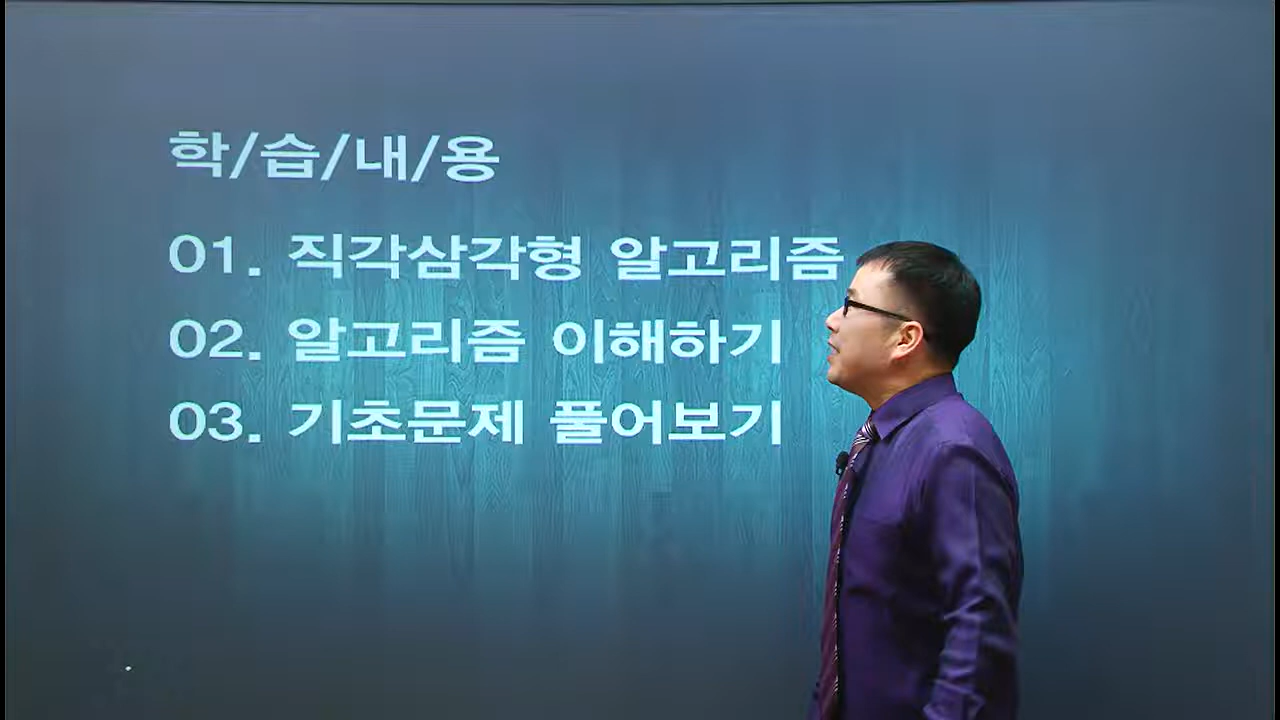 학/습/내/용
01. 직각삼각형 알고리즘
02. 알고리즘 이해하기
03. 기초문제 풀어보기